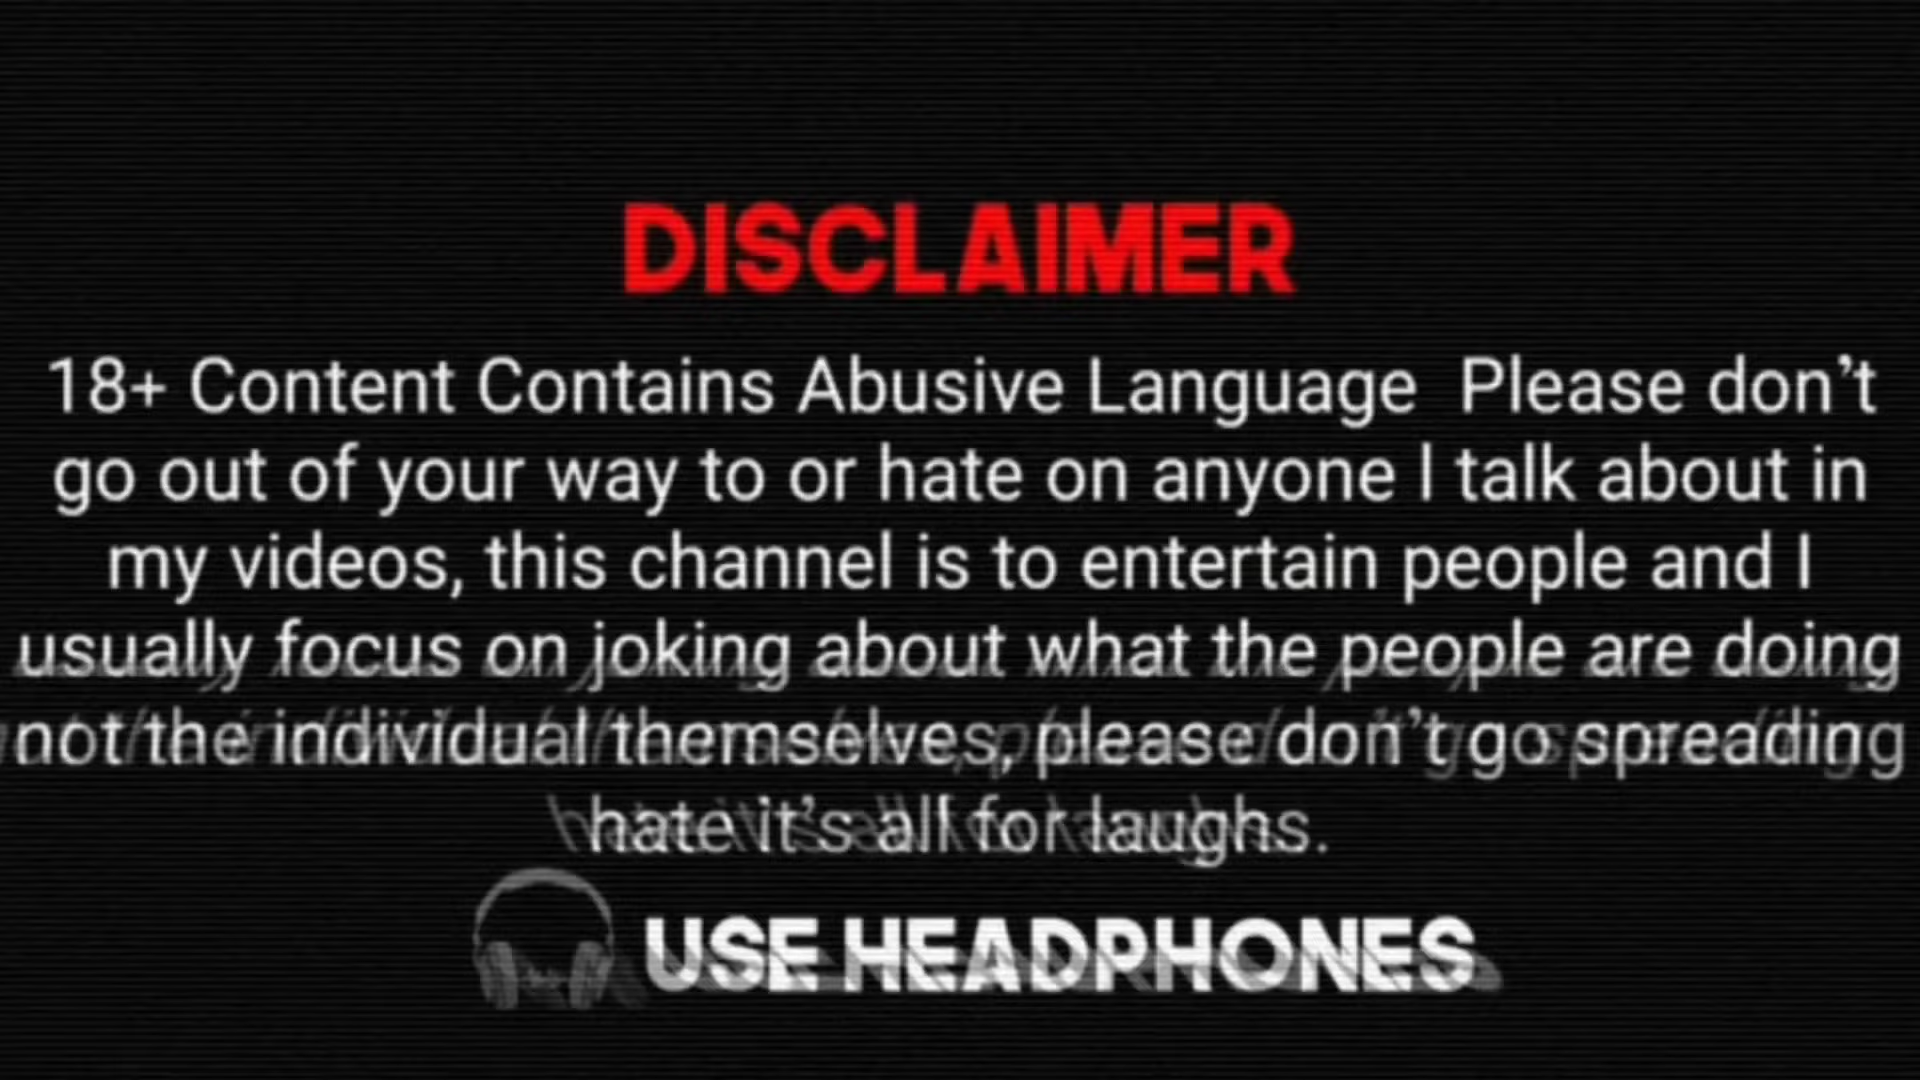 DISCLAIMER
18+ Content Contains Abusive Language  Please don’t
go out of your way to or hate on anyone I talk about in
my videos, this channel is to entertain people and I
usually focus on joking about what the people are doing
not the individual themselves, please don’t go spreading
hate it’s all for laughs.
USE HEADPHONES